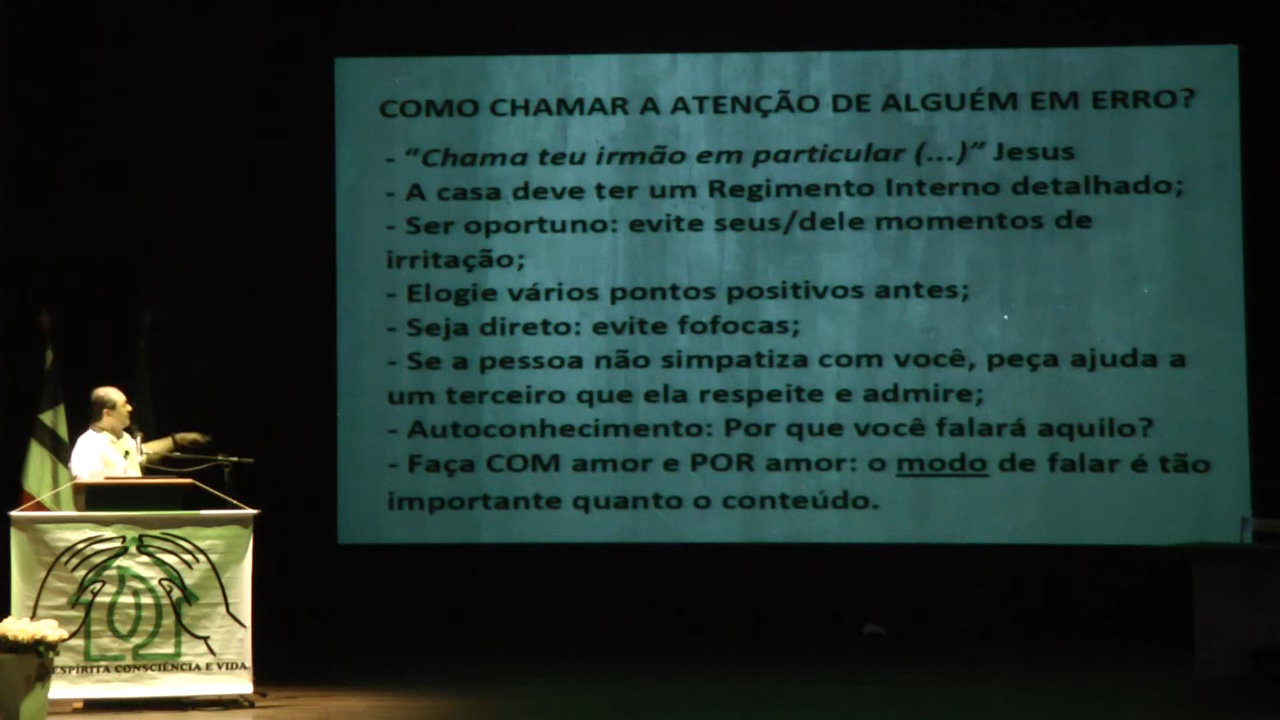 COMO CHAMAR A ATENÇÃO DE ALGUÉM EM ERRO?
- “Chama teu irmão em particular (...)” Jesus
- A casa deve ter um Regimento Interno detalhado;
- Ser oportuno: evite seus/dele momentos de
irritação;
- Elogie vários pontos positivos antes;
- Seja direto: evite fofocas;
- Se a pessoa não simpatiza com você, peça ajuda a
um terceiro que ela respeite e admire;
- Autoconhecimento: Por que você falará aquilo?
- Faça COM amor e POR amor: o modo de falar é tão
importante quanto o conteúdo.
ESPÍRITA CONSCIÊNCIA E VIDA